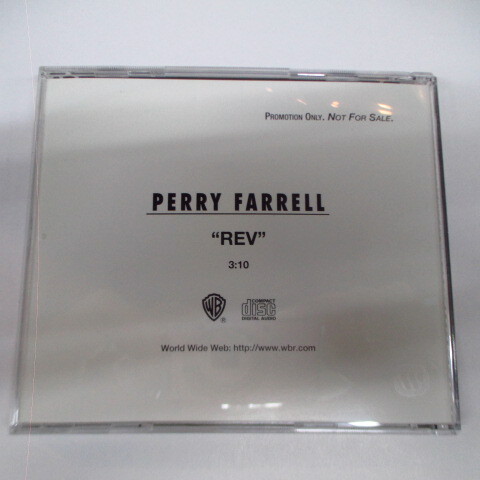 PROMOTION ONLY. NOT FOR SALE.
PERRY FARRELL
“REV”
3:10
WB ®
COMPACT
disc
DIGITAL AUDIO
World Wide Web: http://www.wbr.com